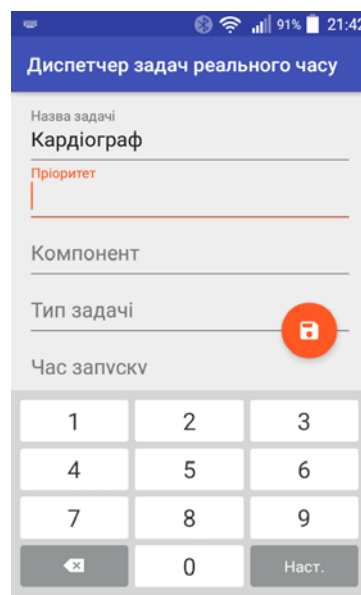 91% 21:42
Диспетчер задач реального часу
Назва задачі
Кардіограф
Пріоритет
Компонент
Тип задачі
Час запуску
1 2 3
4 5 6
7 8 9
0 Наст.